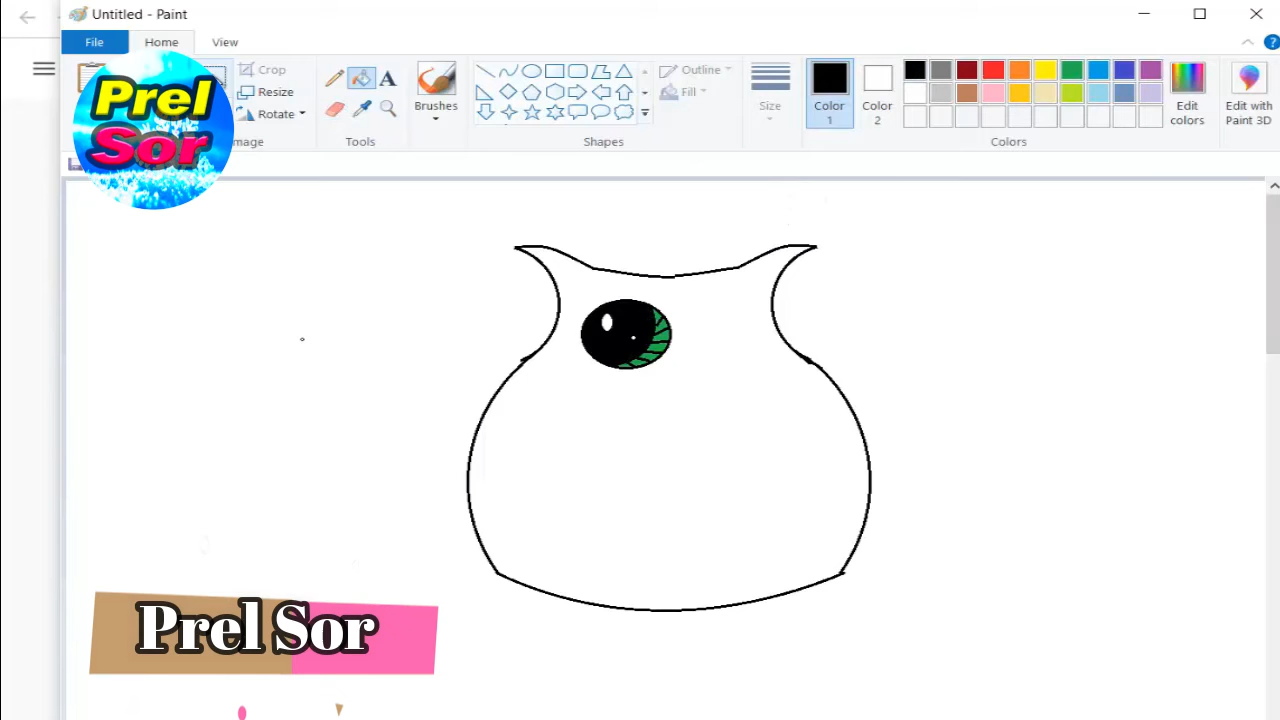 Untitled - Paint
File
Home
View
Prel
Sor
Crop
Resize
Rotate
mage
Tools
Brushes
Shapes
Outline
Fill
Size
Color
1
Color
2
Edit
colors
Edit with
Paint 3D
Colors
Prel Sor